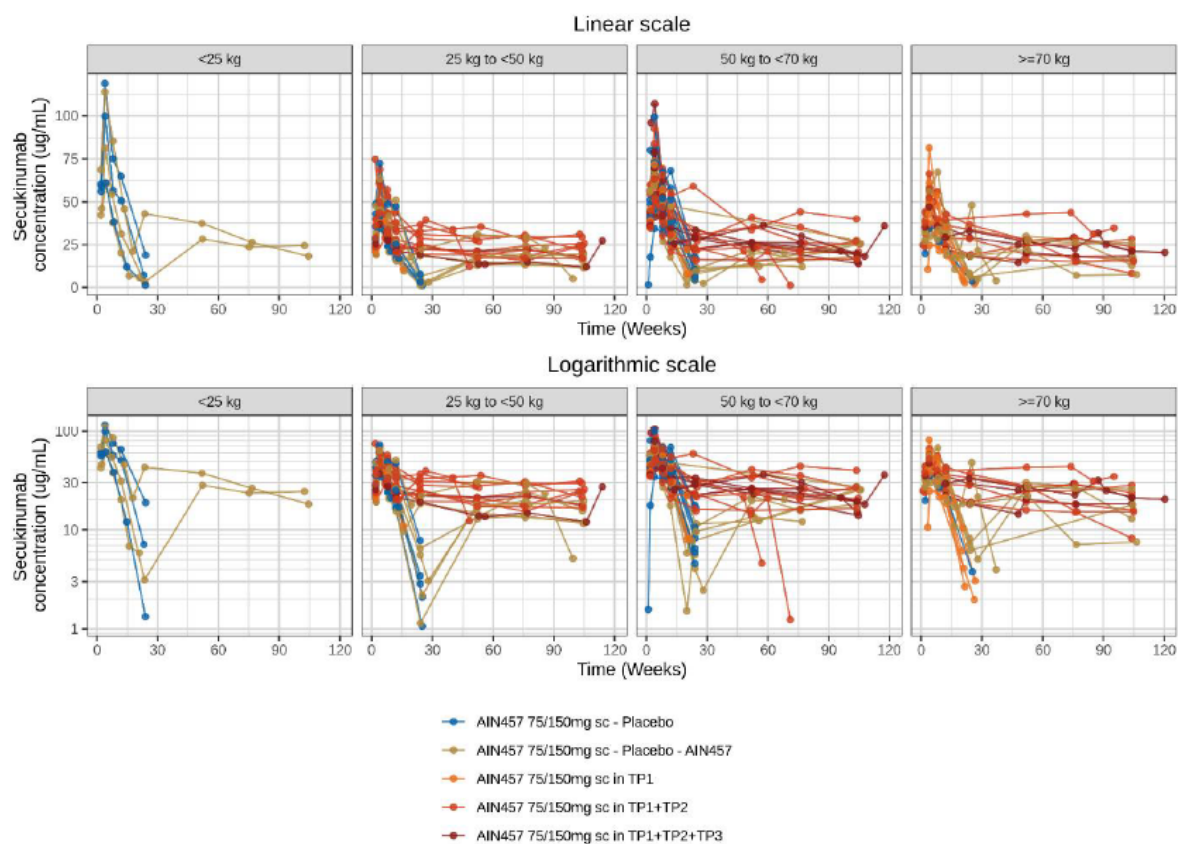 Linear scale
<25 kg
25 kg to <50 kg
50 kg to <70 kg
>=70 kg
Secukinumab
concentration (ug/mL)
100
75
50
25
0
0 30 60 90 120
0 30 60 90 120
0 30 60 90 120
0 30 60 90 120
Time (Weeks)
Logarithmic scale
<25 kg
25 kg to <50 kg
50 kg to <70 kg
>=70 kg
Secukinumab
concentration (ug/mL)
100
30
10
3
1
0 30 60 90 120
0 30 60 90 120
0 30 60 90 120
0 30 60 90 120
Time (Weeks)
AIN457 75/150mg sc - Placebo
AIN457 75/150mg sc - Placebo - AIN457
AIN457 75/150mg sc in TP1
AIN457 75/150mg sc in TP1+TP2
AIN457 75/150mg sc in TP1+TP2+TP3